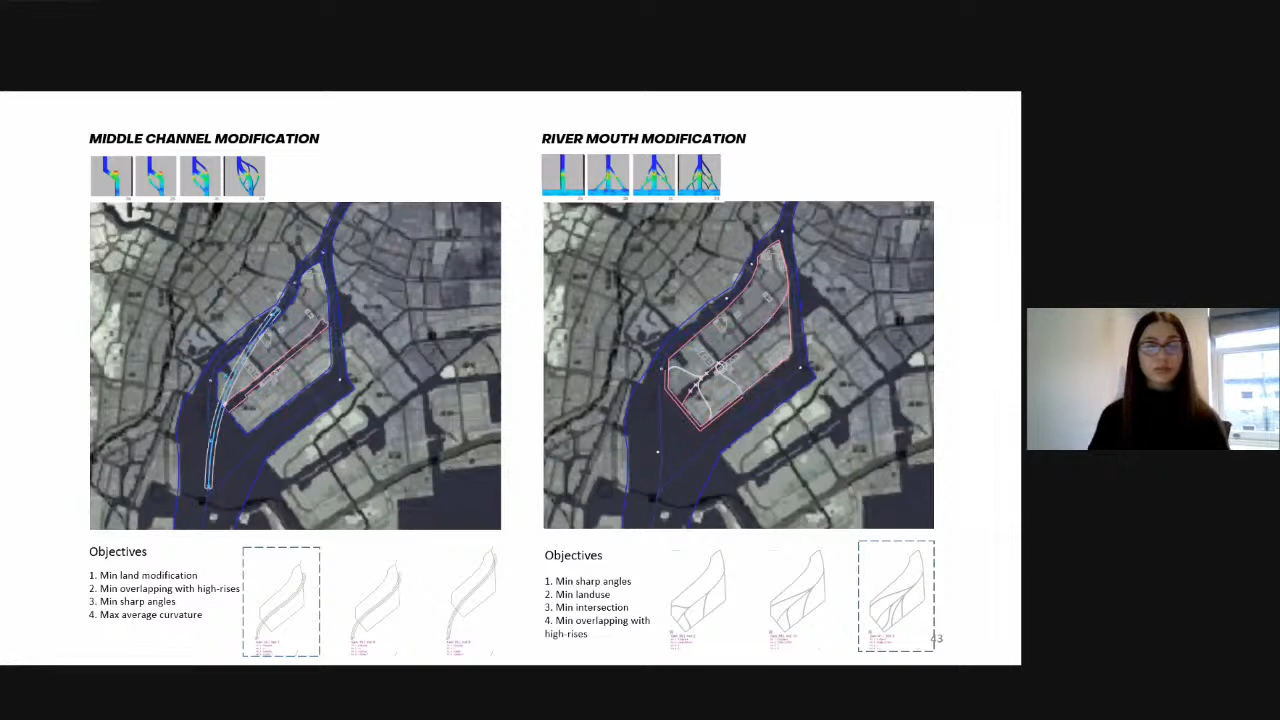 MIDDLE CHANNEL MODIFICATION
Objectives
1. Min land modification
2. Min overlapping with high-rises
3. Min sharp angles
4. Max average curvature
RIVER MOUTH MODIFICATION
Objectives
1. Min sharp angles
2. Min landuse
3. Min intersection
4. Min overlapping with
high-rises
43